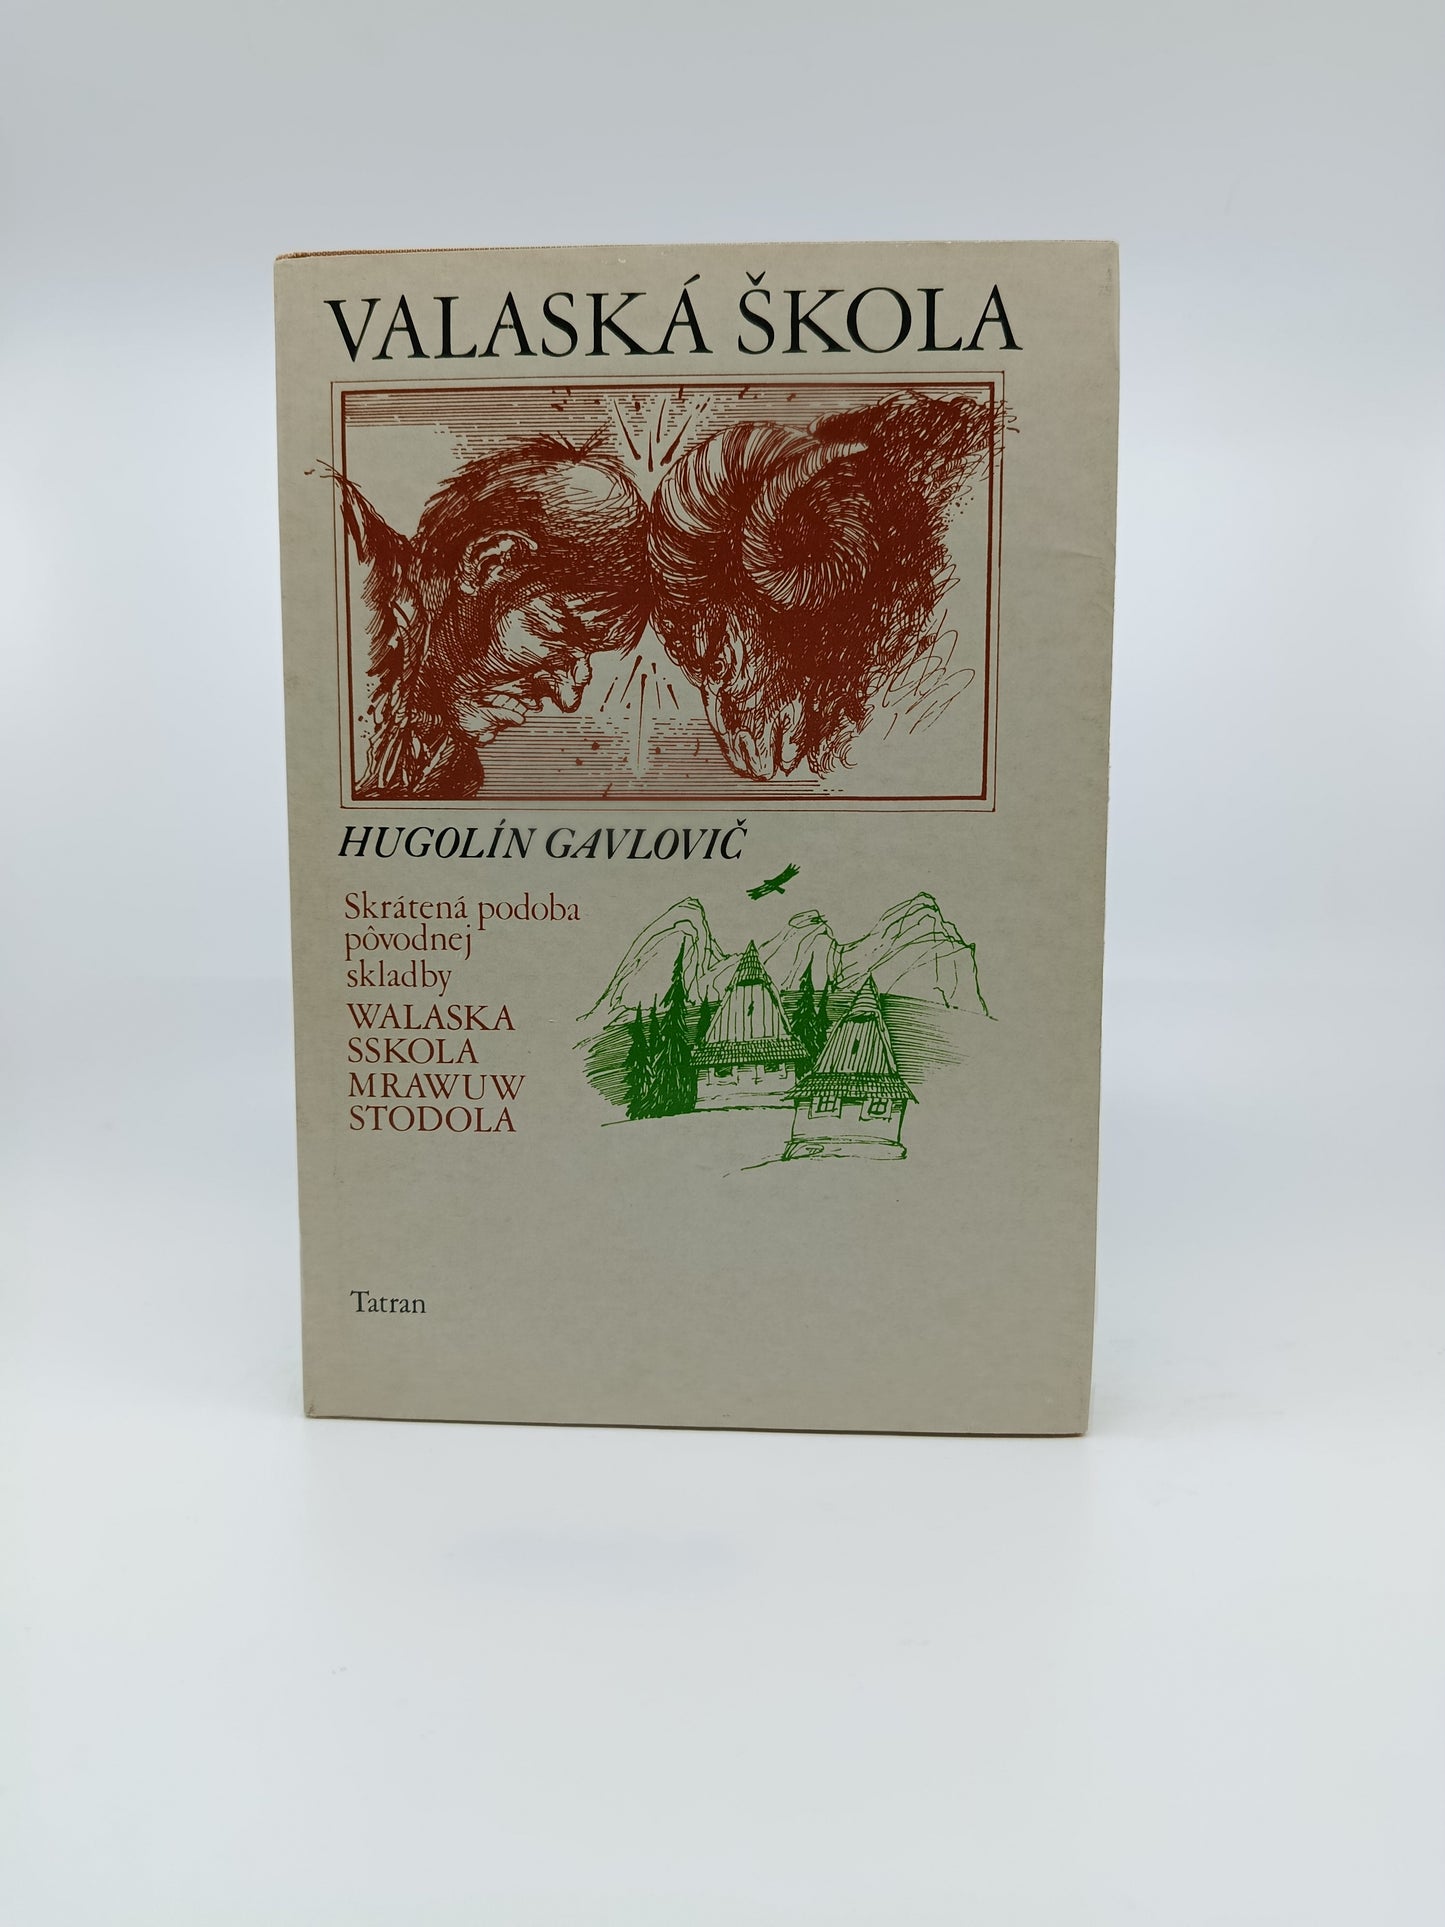 VALASKÁ ŠKOLA
HUGOLÍN GAVLOVIČ
Skrátená podoba
pôvodnej
skladby
WALASKA
SSKOLA
MRAWUW
STODOLA
Tatran